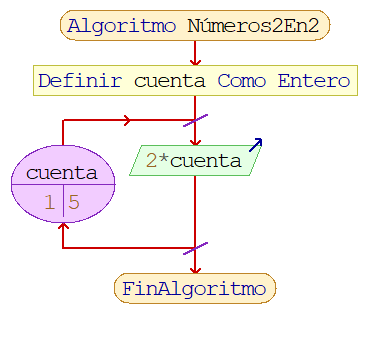 Algoritmo Números2En2
Definir cuenta Como Entero
cuenta
1 5
2*cuenta
FinAlgoritmo